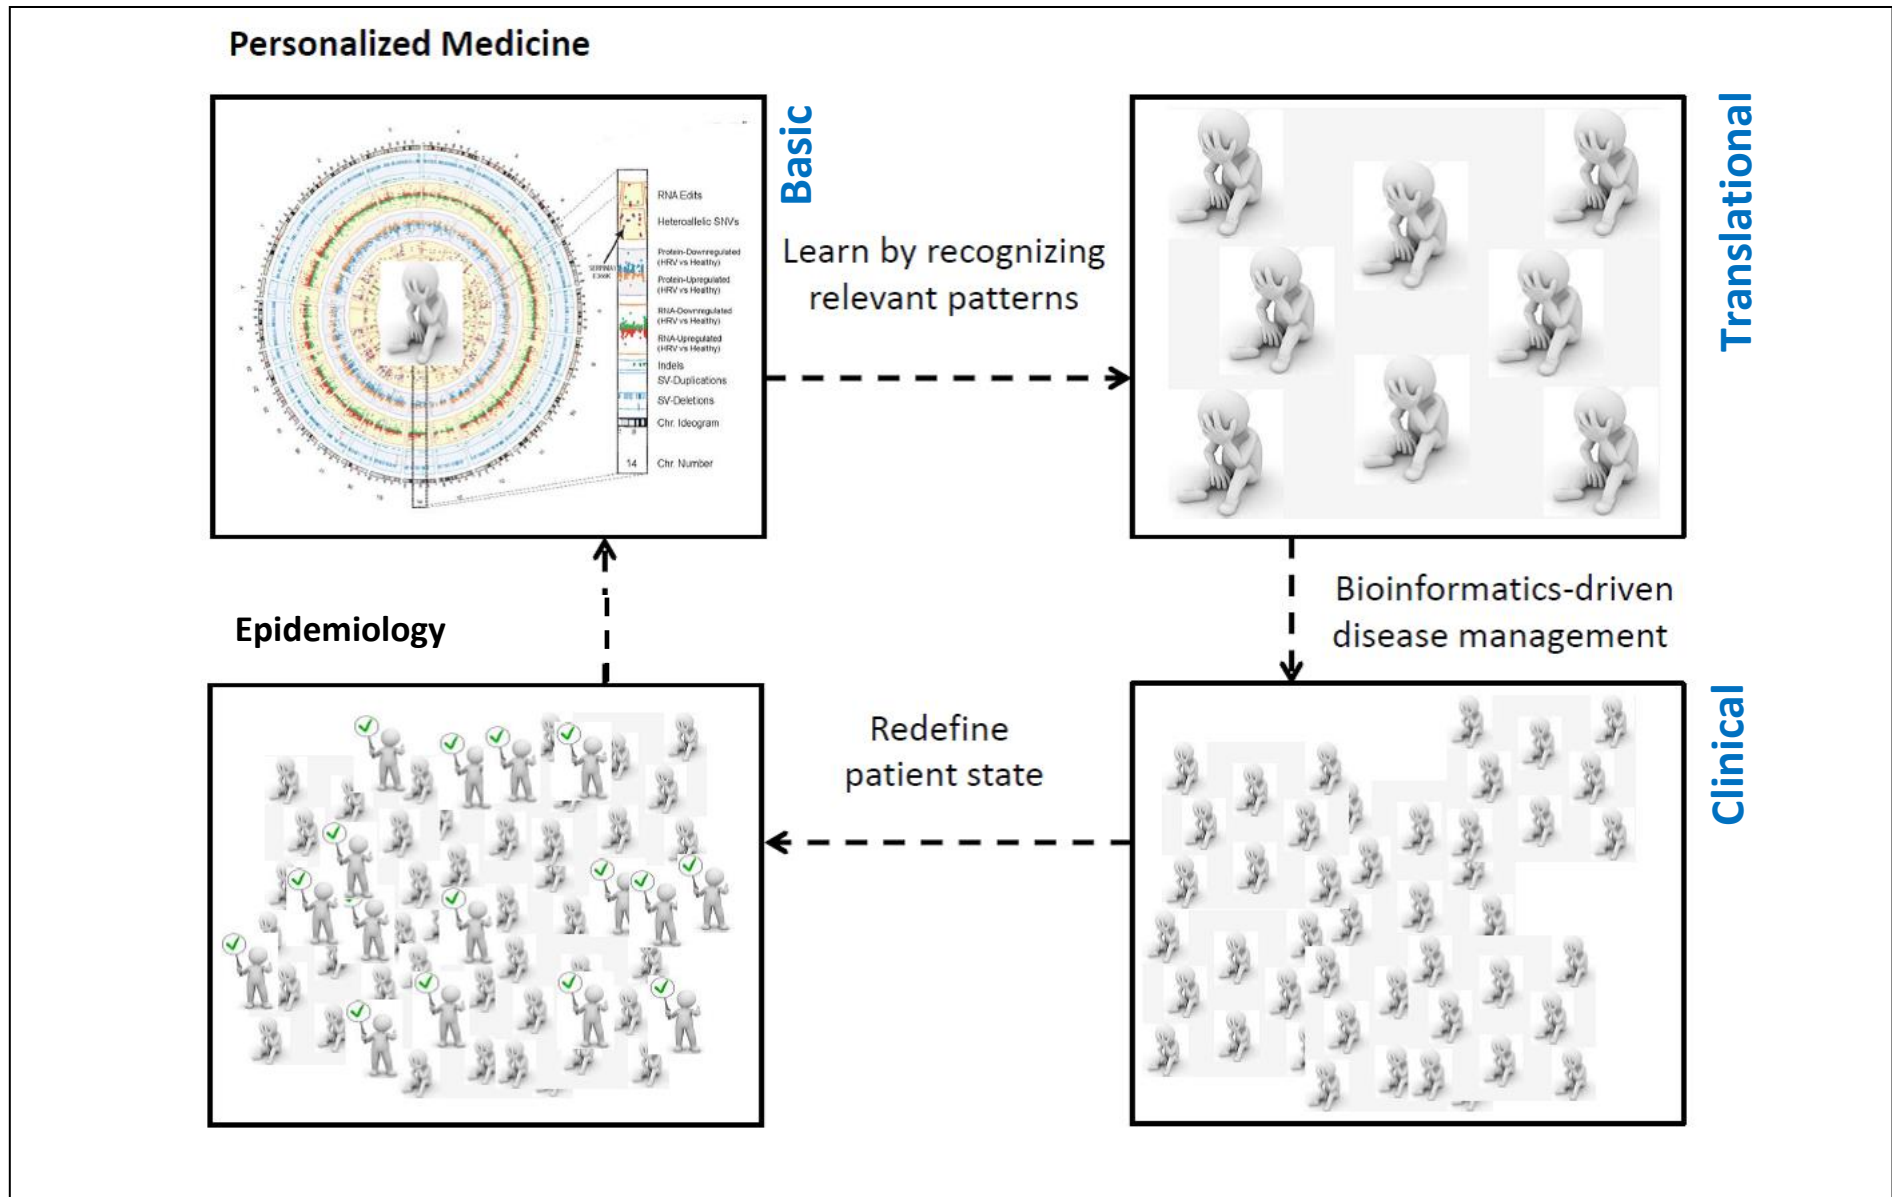 Personalized Medicine
Basic
RNA Edits
Heteroallelic SNVs
Protein-Downregulated
(HRV vs Healthy)
Protein-Upregulated
(HRV vs Healthy)
RNA-Downregulated
(HRV vs Healthy)
RNA-Upregulated
(HRV vs Healthy)
Indels
SV-Duplications
SV-Deletions
Chr. Ideogram
14 Chr. Number
Learn by recognizing
relevant patterns
Translational
Bioinformatics-driven
disease management
Clinical
Redefine
patient state
Epidemiology